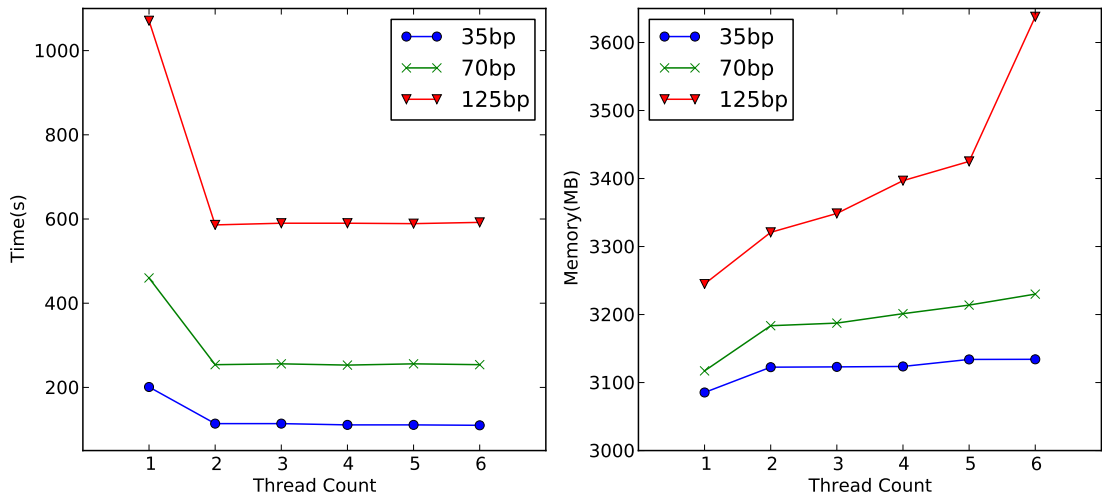 1000
800
600
400
200
Time(s)
1 2 3 4 5 6
Thread Count
35bp
70bp
125bp
3600
3500
3400
3300
3200
3100
3000
Memory(MB)
1 2 3 4 5 6
Thread Count
35bp
70bp
125bp